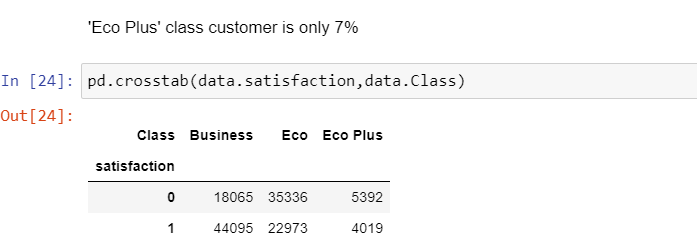 'Eco Plus' class customer is only 7%
In [24]: pd.crosstab(data.satisfaction,data.Class)
Out[24]:
Class Business Eco Eco Plus
satisfaction
0 18065 35336 5392
1 44095 22973 4019